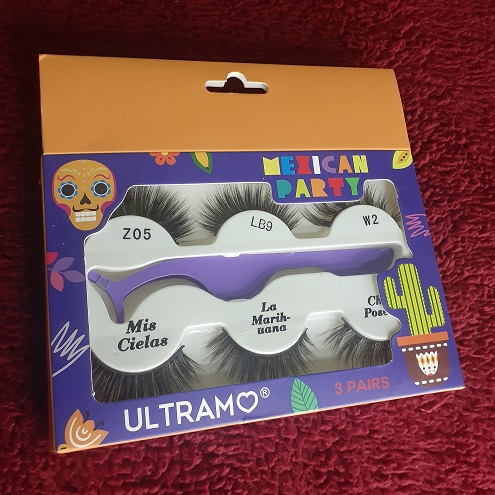 MEXICAN
PARTY
Z05
LB9
W2
Mis
Cielas
La
Marih-
uana
ULTRAMO®
3 PAIRS